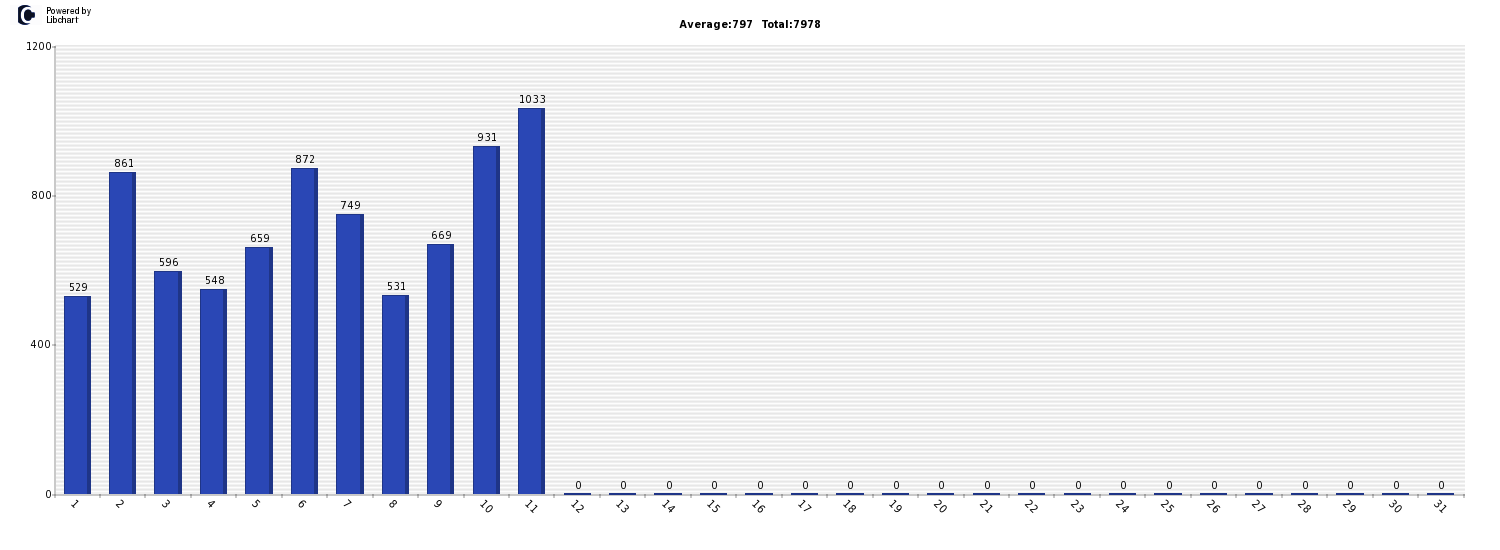 Powered by
Libchart
Average:797 Total:7978
1200
800
400
0
529 861 596 548 659 872 749 531 669 931 1033 0 0 0 0 0 0 0 0 0 0 0 0 0 0 0 0 0 0 0 0
1 2 3 4 5 6 7 8 9 10 11 12 13 14 15 16 17 18 19 20 21 22 23 24 25 26 27 28 29 30 31